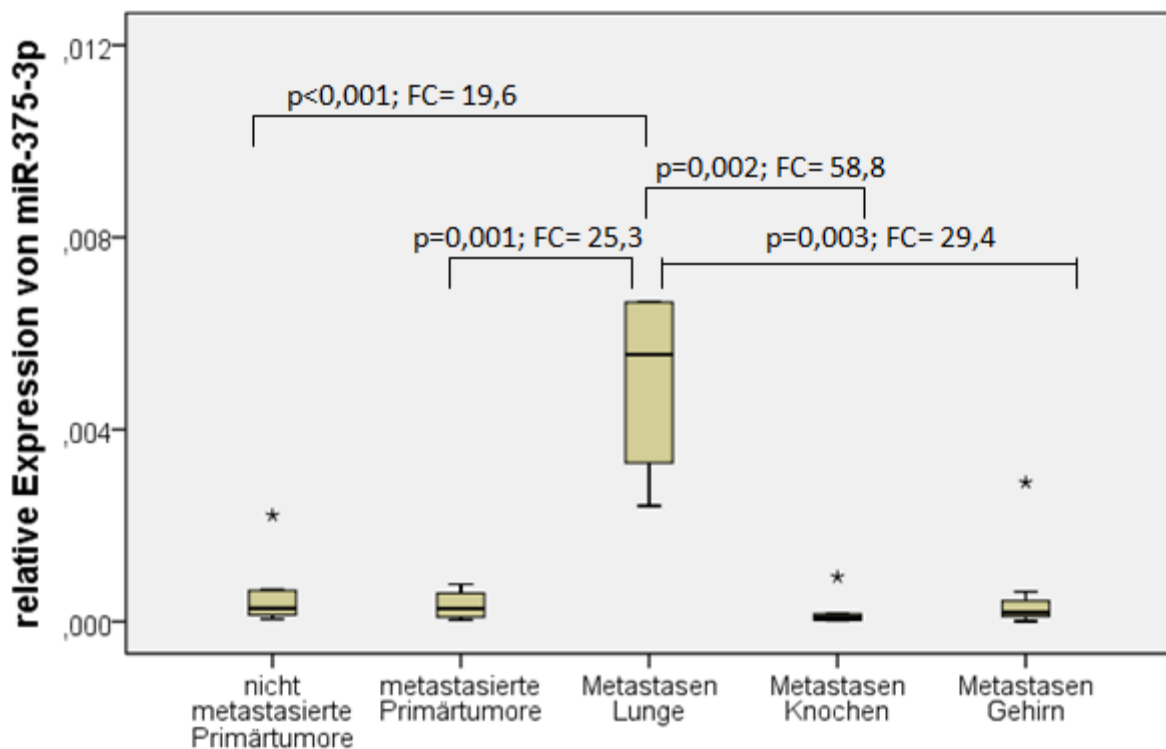 relative Expression von miR-375-3p
,012
,008
,004
,000
p<0,001; FC= 19,6
p=0,002; FC= 58,8
p=0,001; FC= 25,3
p=0,003; FC= 29,4
nicht
metastasierte
Primärtumore
metastasierte
Primärtumore
Metastasen
Lunge
Metastasen
Knochen
Metastasen
Gehirn